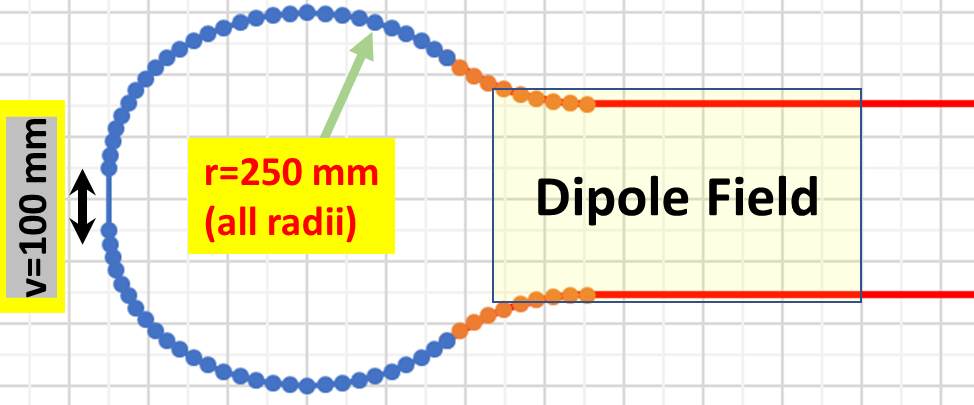 v=100 mm
r=250 mm
(all radii)
Dipole Field